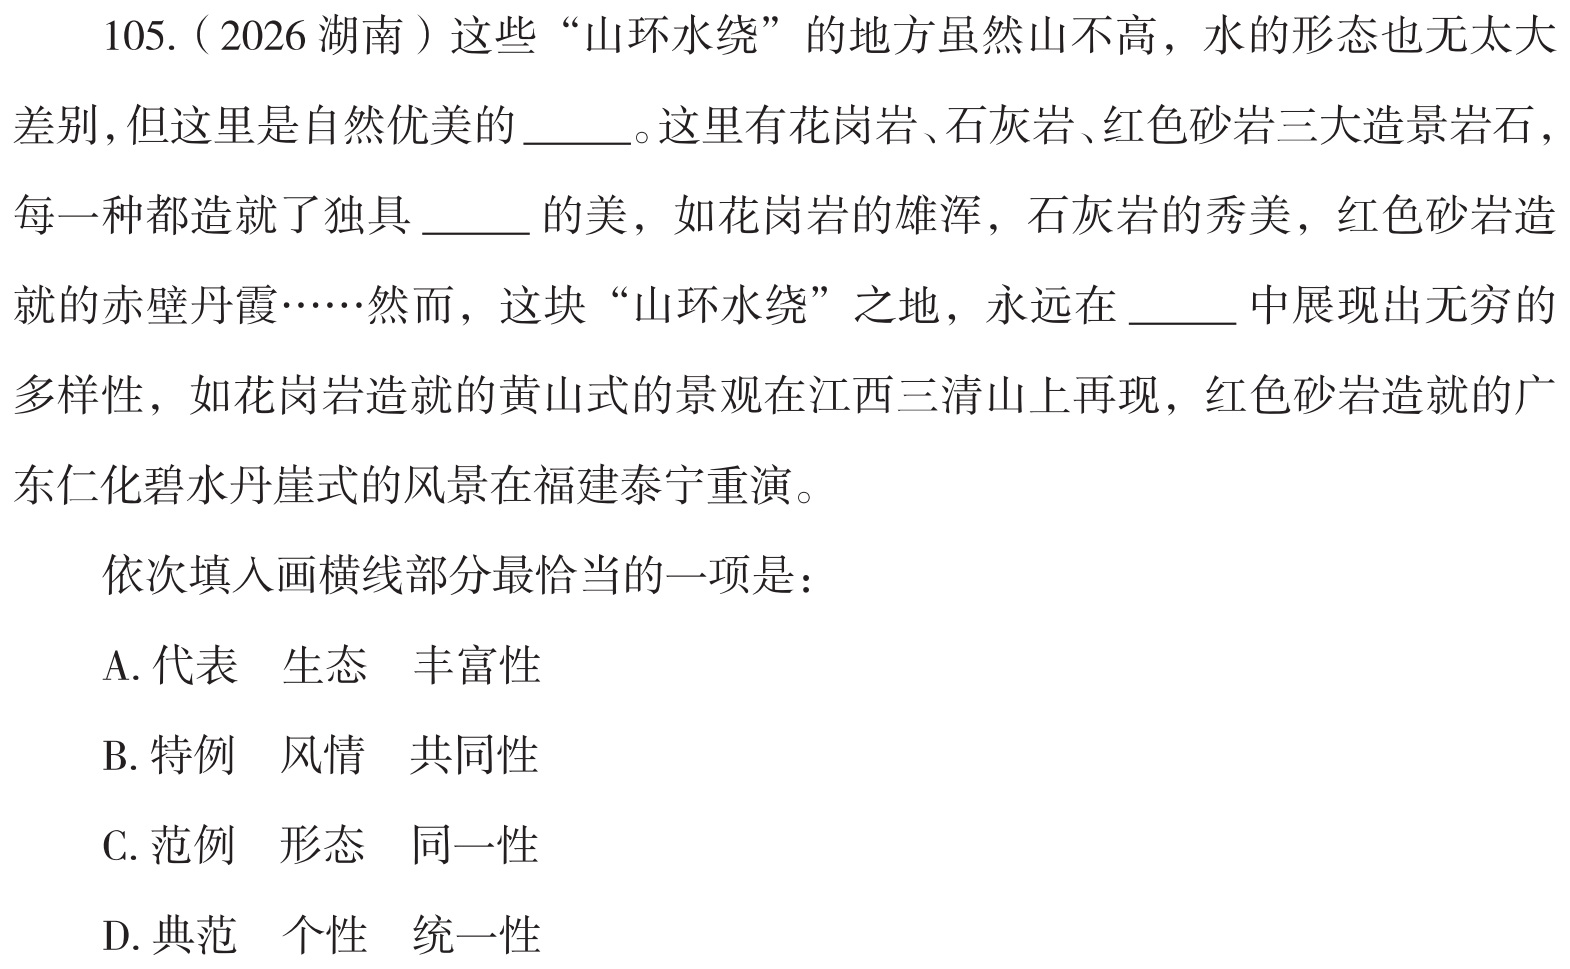 105.（2026 湖南）这些“山环水绕”的地方虽然山不高，水的形态也无太大
差别，但这里是自然优美的_____。这里有花岗岩、石灰岩、红色砂岩三大造景岩石，
每一种都造就了独具_____的美，如花岗岩的雄浑，石灰岩的秀美，红色砂岩造
就的赤壁丹霞……然而，这块“山环水绕”之地，永远在_____中展现出无穷的
多样性，如花岗岩造就的黄山式的景观在江西三清山上再现，红色砂岩造就的广
东仁化碧水丹崖式的风景在福建泰宁重演。
依次填入画横线部分最恰当的一项是：
A. 代表　生态　丰富性
B. 特例　风情　共同性
C. 范例　形态　同一性
D. 典范　个性　统一性